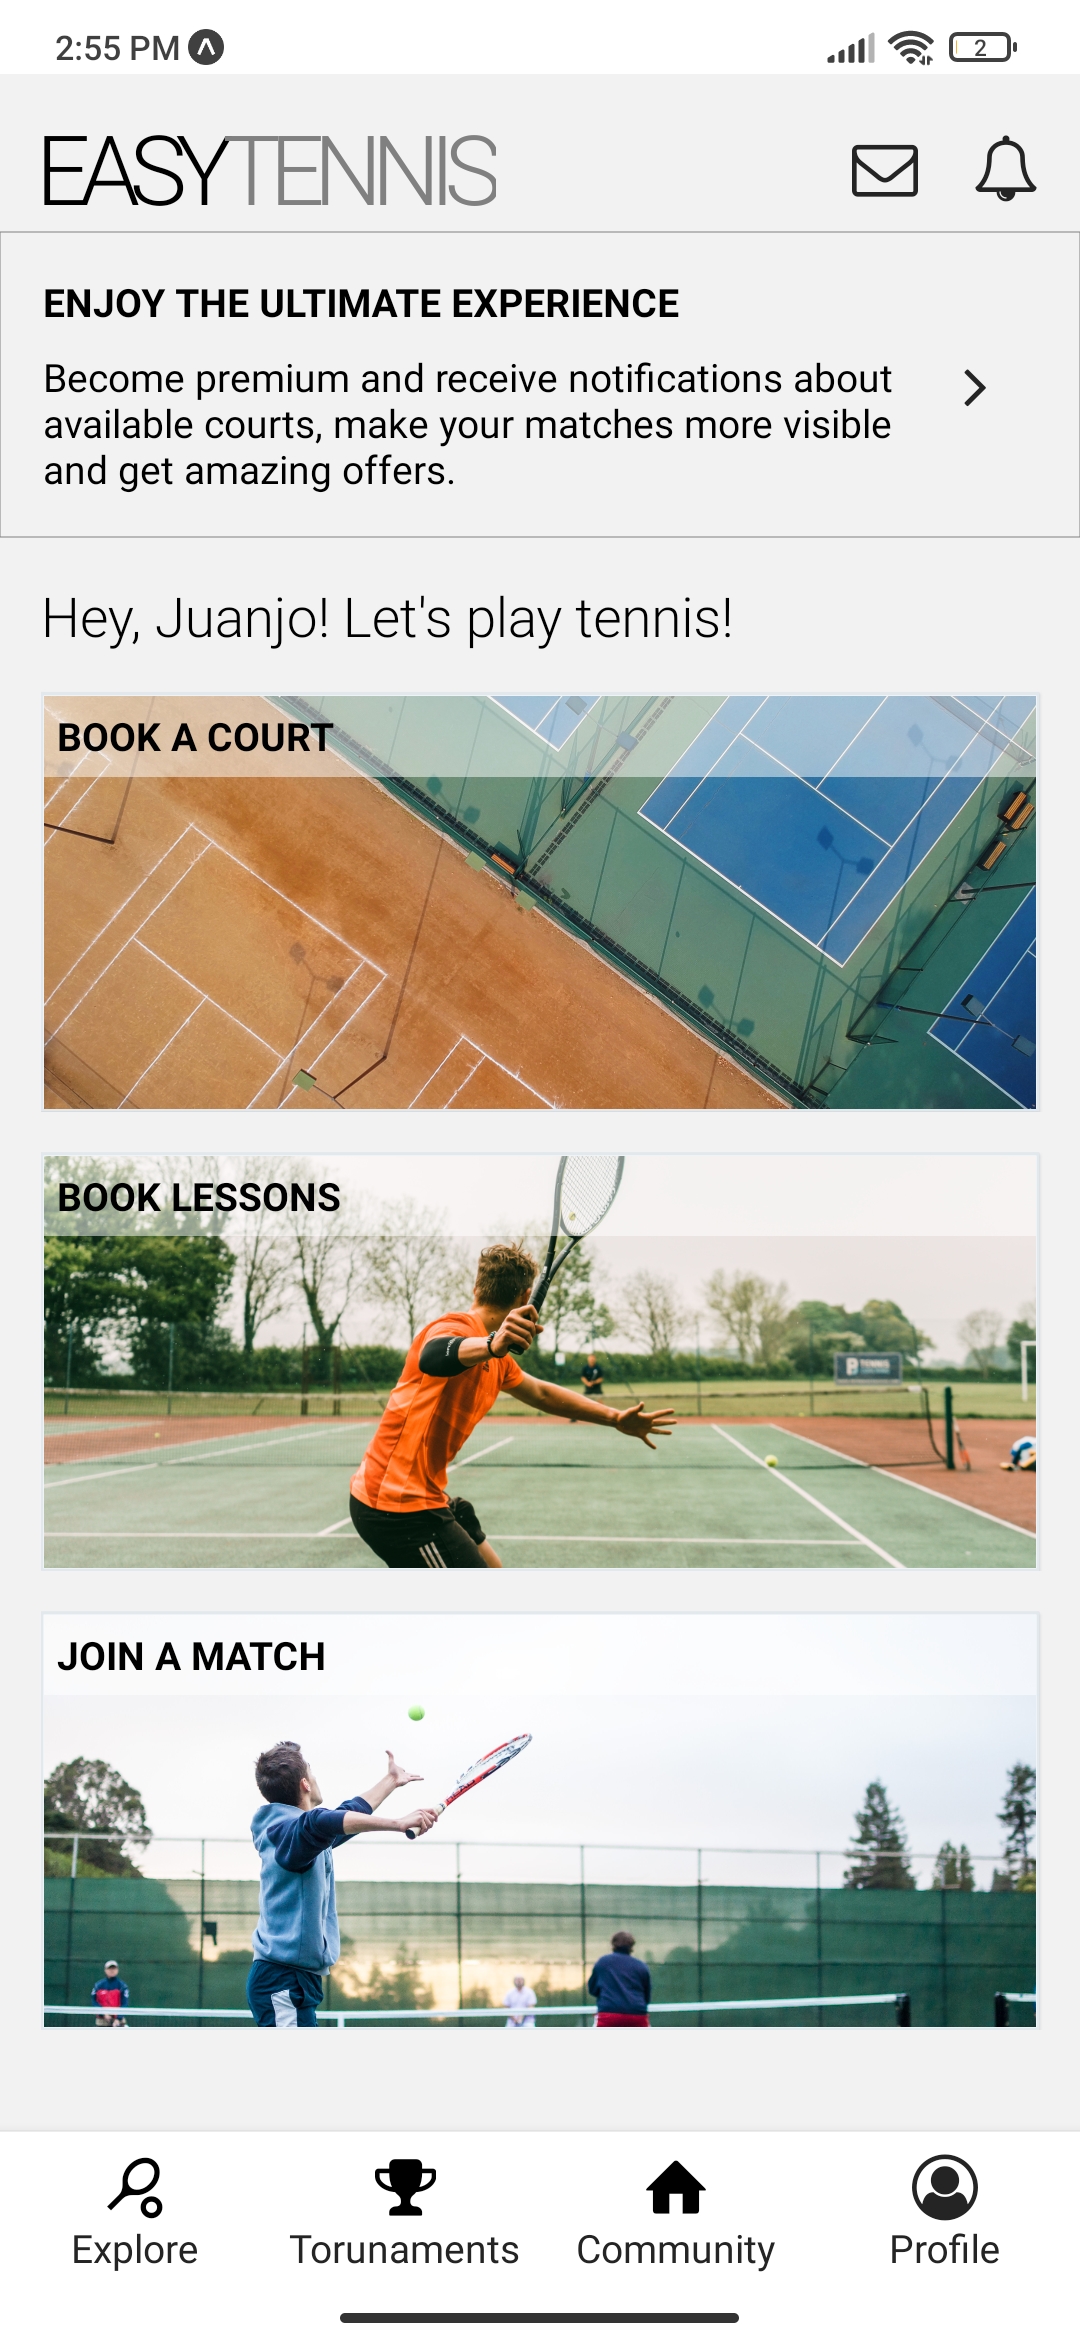 2:55 PM
2
EASYTENNIS
ENJOY THE ULTIMATE EXPERIENCE
Become premium and receive notifications about
available courts, make your matches more visible
and get amazing offers.
Hey, Juanjo! Let's play tennis!
BOOK A COURT
BOOK LESSONS
TENNIS
JOIN A MATCH
Explore
Torunaments
Community
Profile